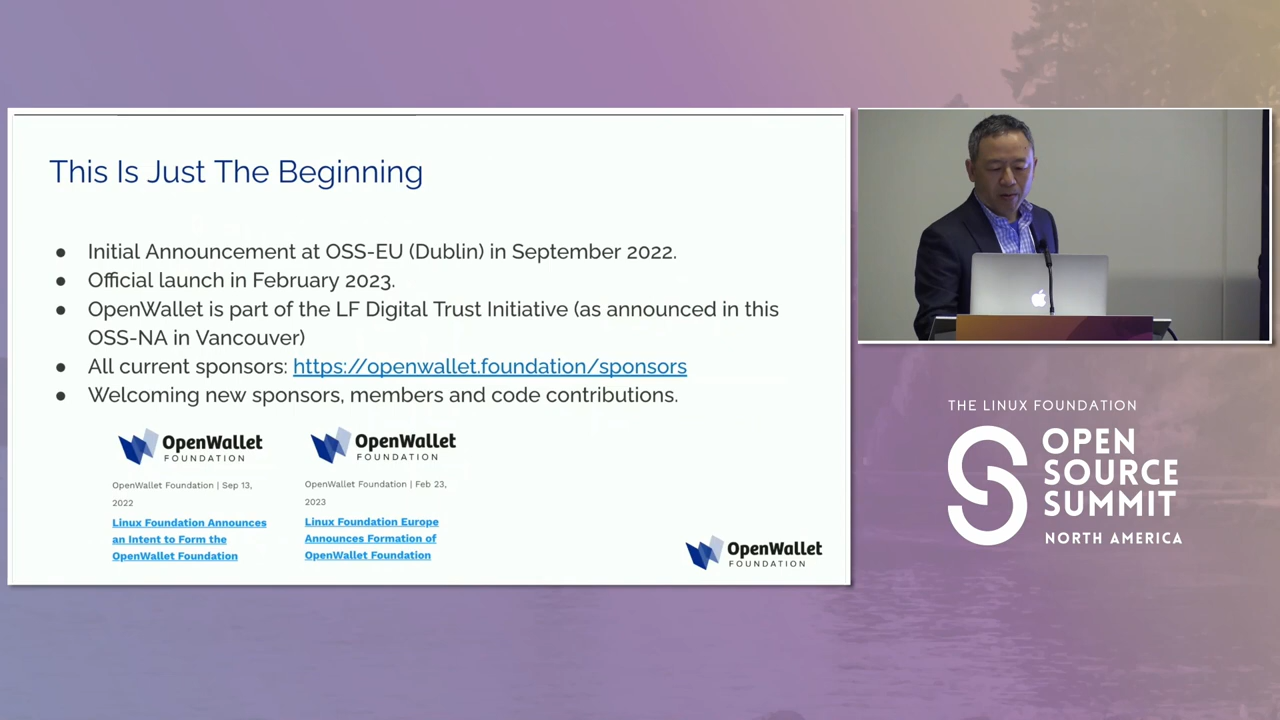 This Is Just The Beginning
● Initial Announcement at OSS-EU (Dublin) in September 2022.
● Official launch in February 2023.
● OpenWallet is part of the LF Digital Trust Initiative (as announced in this
OSS-NA in Vancouver)
● All current sponsors: https://openwallet.foundation/sponsors
● Welcoming new sponsors, members and code contributions.
OpenWallet
FOUNDATION
OpenWallet Foundation | Sep 13,
2022
Linux Foundation Announces
an Intent to Form the
OpenWallet Foundation
OpenWallet
FOUNDATION
OpenWallet Foundation | Feb 23,
2023
Linux Foundation Europe
Announces Formation of
OpenWallet Foundation
OpenWallet
FOUNDATION
THE LINUX FOUNDATION
OPEN
SOURCE
SUMMIT
NORTH AMERICA